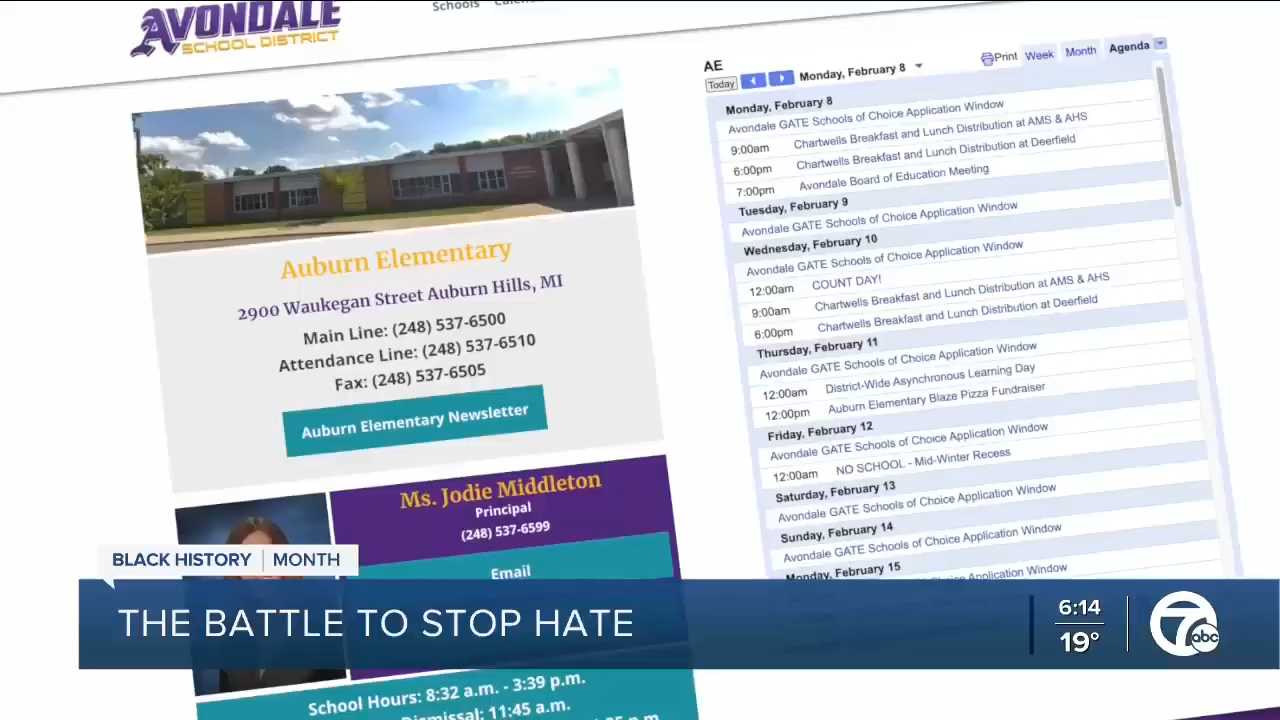 AVONDALE
SCHOOL DISTRICT
Schools
Auburn Elementary
2900 Waukegan Street Auburn Hills, MI
Main Line: (248) 537-6500
Attendance Line: (248) 537-6510
Fax: (248) 537-6505
Auburn Elementary Newsletter
Ms. Jodie Middleton
Principal
(248) 537-6599
Email
School Hours: 8:32 a.m. - 3:39 p.m.
Dismissal: 11:45 a.m.
p.m.
AE
Today
Monday, February 8
Print Week Month Agenda
Monday, February 8
Avondale GATE Schools of Choice Application Window
9:00am Chartwells Breakfast and Lunch Distribution at AMS & AHS
6:00pm Chartwells Breakfast and Lunch Distribution at Deerfield
7:00pm Avondale Board of Education Meeting
Tuesday, February 9
Avondale GATE Schools of Choice Application Window
Wednesday, February 10
Avondale GATE Schools of Choice Application Window
12:00am COUNT DAY!
9:00am Chartwells Breakfast and Lunch Distribution at AMS & AHS
6:00pm Chartwells Breakfast and Lunch Distribution at Deerfield
Thursday, February 11
Avondale GATE Schools of Choice Application Window
12:00am District-Wide Asynchronous Learning Day
12:00pm Auburn Elementary Blaze Pizza Fundraiser
Friday, February 12
Avondale GATE Schools of Choice Application Window
12:00am NO SCHOOL - Mid-Winter Recess
Saturday, February 13
Avondale GATE Schools of Choice Application Window
Sunday, February 14
Avondale GATE Schools of Choice Application Window
Monday, February 15
Schools of Choice Application Window
BLACK HISTORY | MONTH
THE BATTLE TO STOP HATE
6:14
19°
7 abc